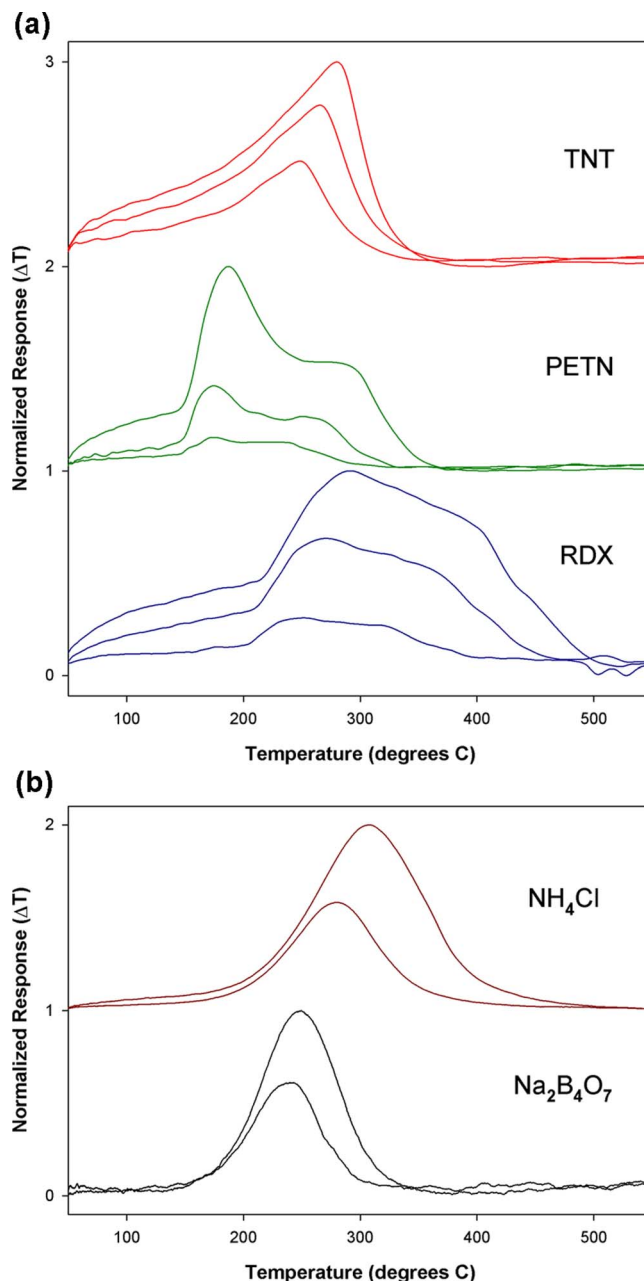 (a)
3
TNT
2
PETN
Normalized Response (ΔT)
1
RDX
0
100 200 300 400 500
Temperature (degrees C)
(b)
2
NH₄Cl
Normalized Response (ΔT)
1
Na₂B₄O₇
0
100 200 300 400 500
Temperature (degrees C)